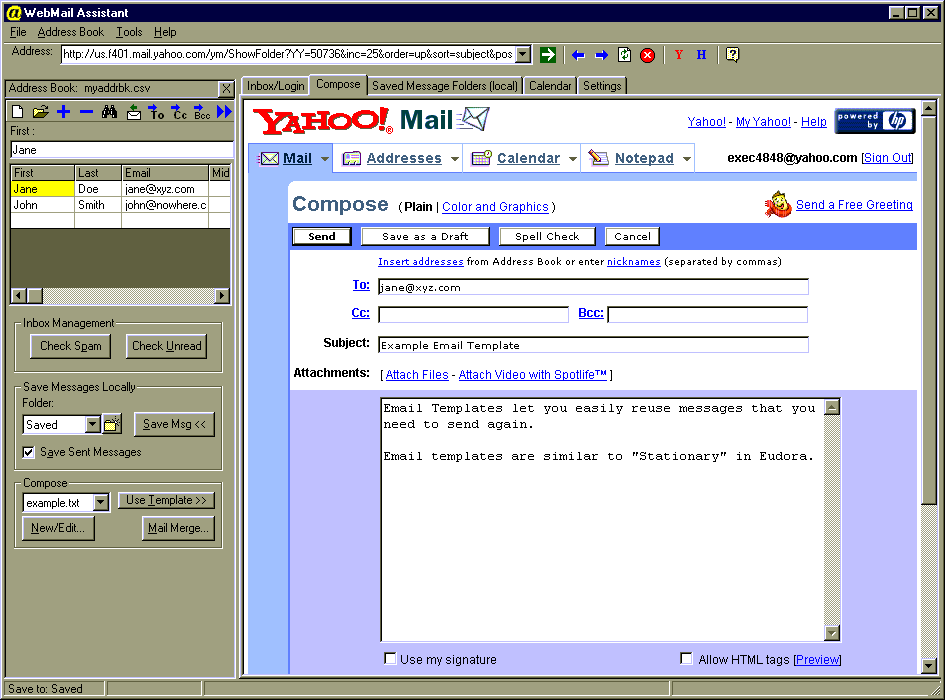 WebMail Assistant
File Address Book Tools Help
Address: http://us.f401.mail.yahoo.com/ym/ShowFolder?YY=50736&inc=25&order=up&sort=subject&pos
Y H ?
Address Book: myaddrbk.csv
To Cc Bcc
First :
Jane
First Last Email Mid
Jane Doe jane@xyz.com
John Smith john@nowhere.c
Inbox Management
Check Spam Check Unread
Save Messages Locally
Folder:
Saved Save Msg <<
Save Sent Messages
Compose
example.txt Use Template >>
New/Edit... Mail Merge...
Inbox/Login Compose Saved Message Folders (local) Calendar Settings
YAHOO!® Mail
Yahoo! - My Yahoo! - Help
powered by hp
Mail Addresses Calendar Notepad
exec4848@yahoo.com [Sign Out]
Compose ( Plain | Color and Graphics )
Send a Free Greeting
Send Save as a Draft Spell Check Cancel
Insert addresses from Address Book or enter nicknames (separated by commas)
To: jane@xyz.com
Cc: Bcc:
Subject: Example Email Template
Attachments: [ Attach Files - Attach Video with Spotlife™ ]
Email Templates let you easily reuse messages that you
need to send again.
Email templates are similar to "Stationary" in Eudora.
Use my signature Allow HTML tags [Preview]
Save to: Saved